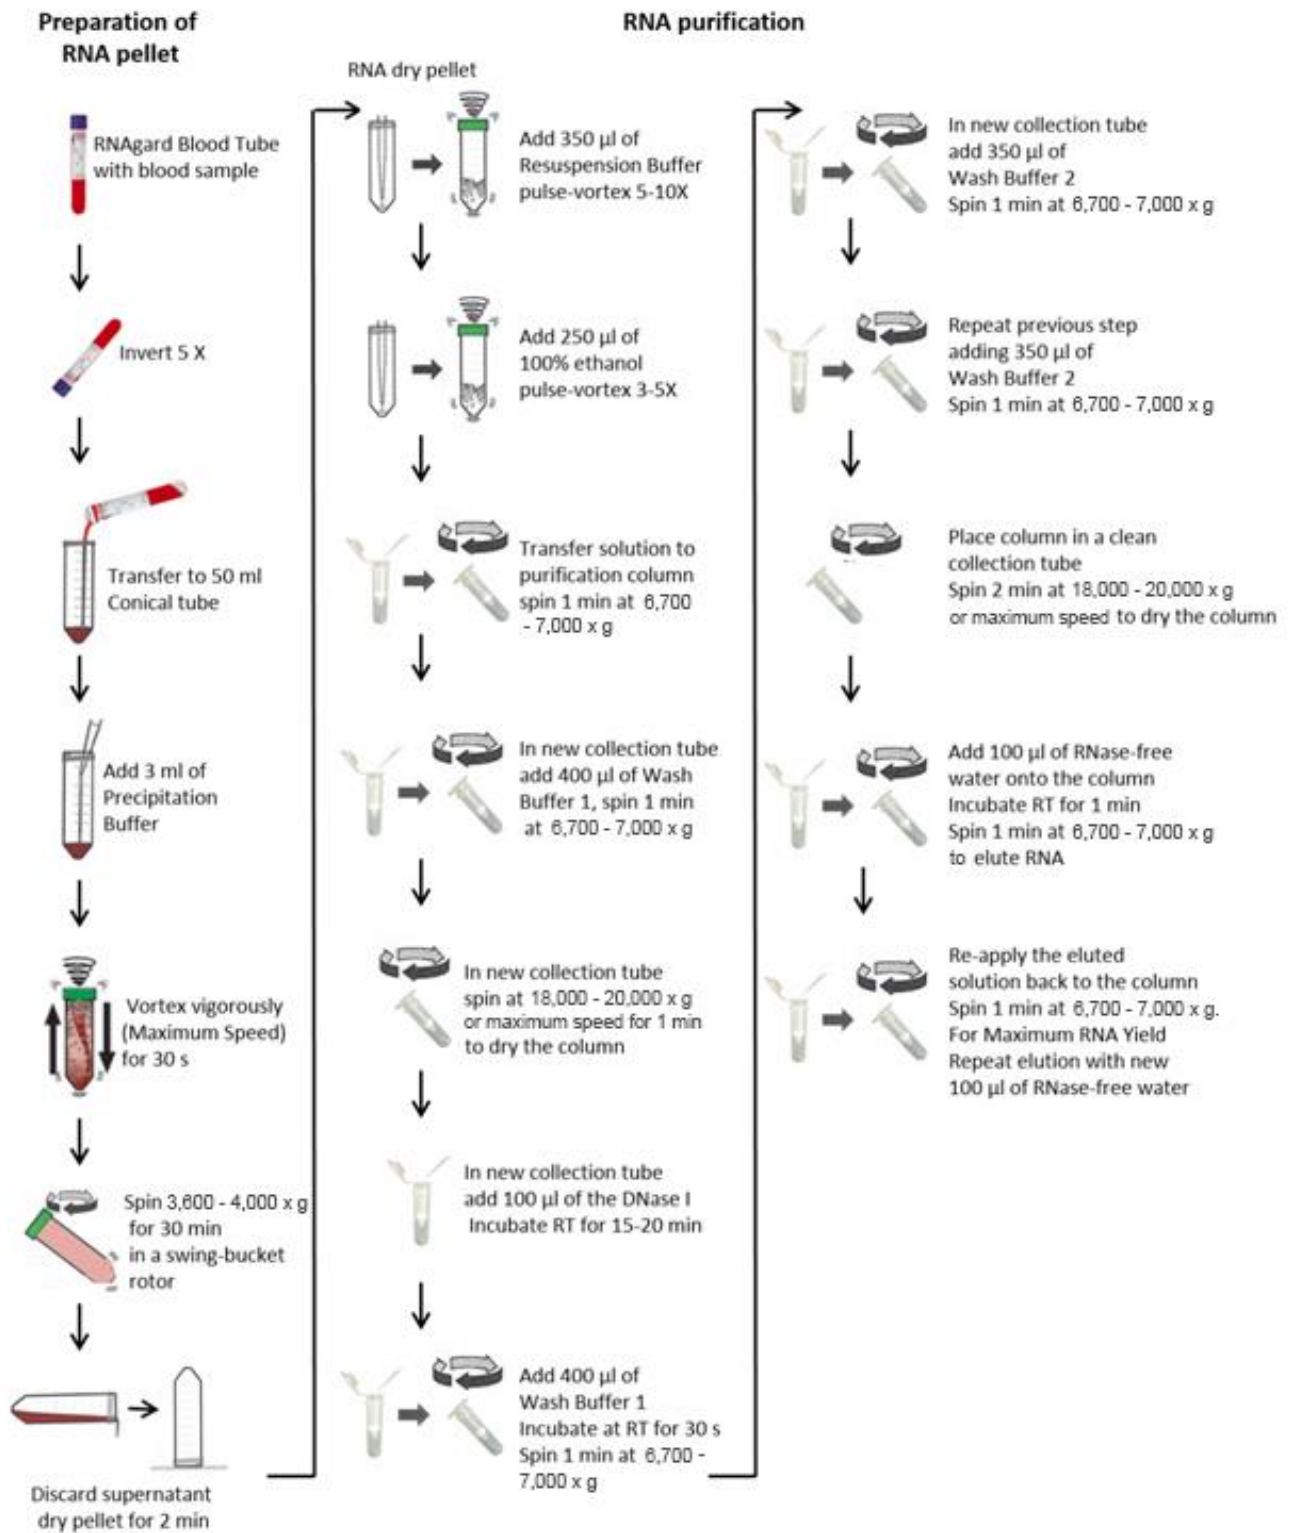 Preparation of
RNA pellet
RNAgard Blood Tube
with blood sample
Invert 5 X
Transfer to 50 ml
Conical tube
Add 3 ml of
Precipitation
Buffer
Vortex vigorously
(Maximum Speed)
for 30 s
Spin 3,600 - 4,000 x g
for 30 min
in a swing-bucket
rotor
Discard supernatant
dry pellet for 2 min
RNA purification
RNA dry pellet
Add 350 µl of
Resuspension Buffer
pulse-vortex 5-10X
Add 250 µl of
100% ethanol
pulse-vortex 3-5X
Transfer solution to
purification column
spin 1 min at 6,700
- 7,000 x g
In new collection tube
add 400 µl of Wash
Buffer 1, spin 1 min
at 6,700 - 7,000 x g
In new collection tube
spin at 18,000 - 20,000 x g
or maximum speed for 1 min
to dry the column
In new collection tube
add 100 µl of the DNase I
Incubate RT for 15-20 min
Add 400 µl of
Wash Buffer 1
Incubate at RT for 30 s
Spin 1 min at 6,700 -
7,000 x g
In new collection tube
add 350 µl of
Wash Buffer 2
Spin 1 min at 6,700 - 7,000 x g
Repeat previous step
adding 350 µl of
Wash Buffer 2
Spin 1 min at 6,700 - 7,000 x g
Place column in a clean
collection tube
Spin 2 min at 18,000 - 20,000 x g
or maximum speed to dry the column
Add 100 µl of RNase-free
water onto the column
Incubate RT for 1 min
Spin 1 min at 6,700 - 7,000 x g
to elute RNA
Re-apply the eluted
solution back to the column
Spin 1 min at 6,700 - 7,000 x g.
For Maximum RNA Yield
Repeat elution with new
100 µl of RNase-free water